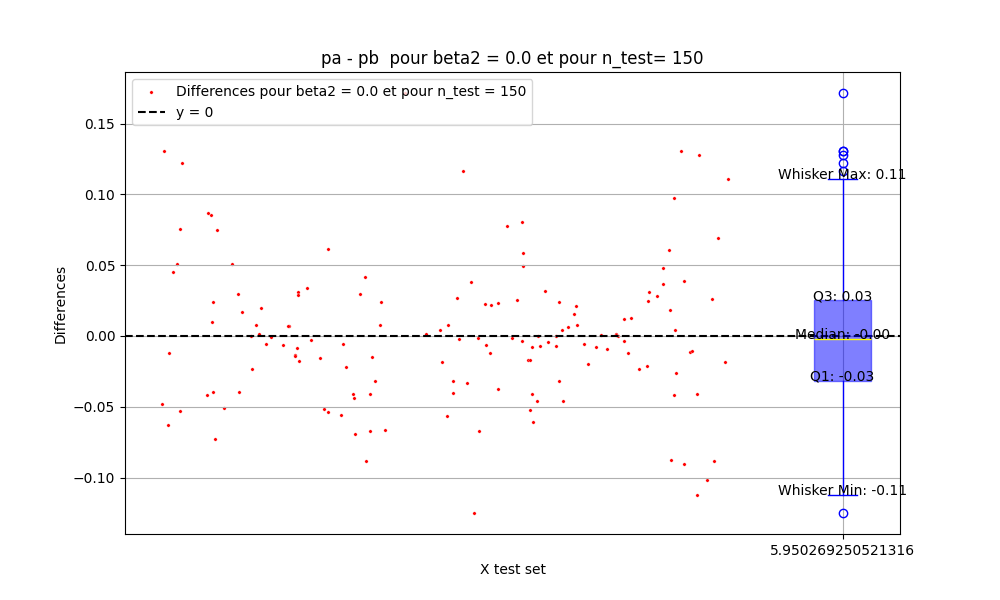 pa - pb  pour beta2 = 0.0 et pour n_test= 150
Differences pour beta2 = 0.0 et pour n_test = 150
y = 0
0.15
0.10
0.05
0.00
−0.05
−0.10
Differences
Whisker Max: 0.11
Q3: 0.03
Median: -0.00
Q1: -0.03
Whisker Min: -0.11
5.950269250521316
X test set